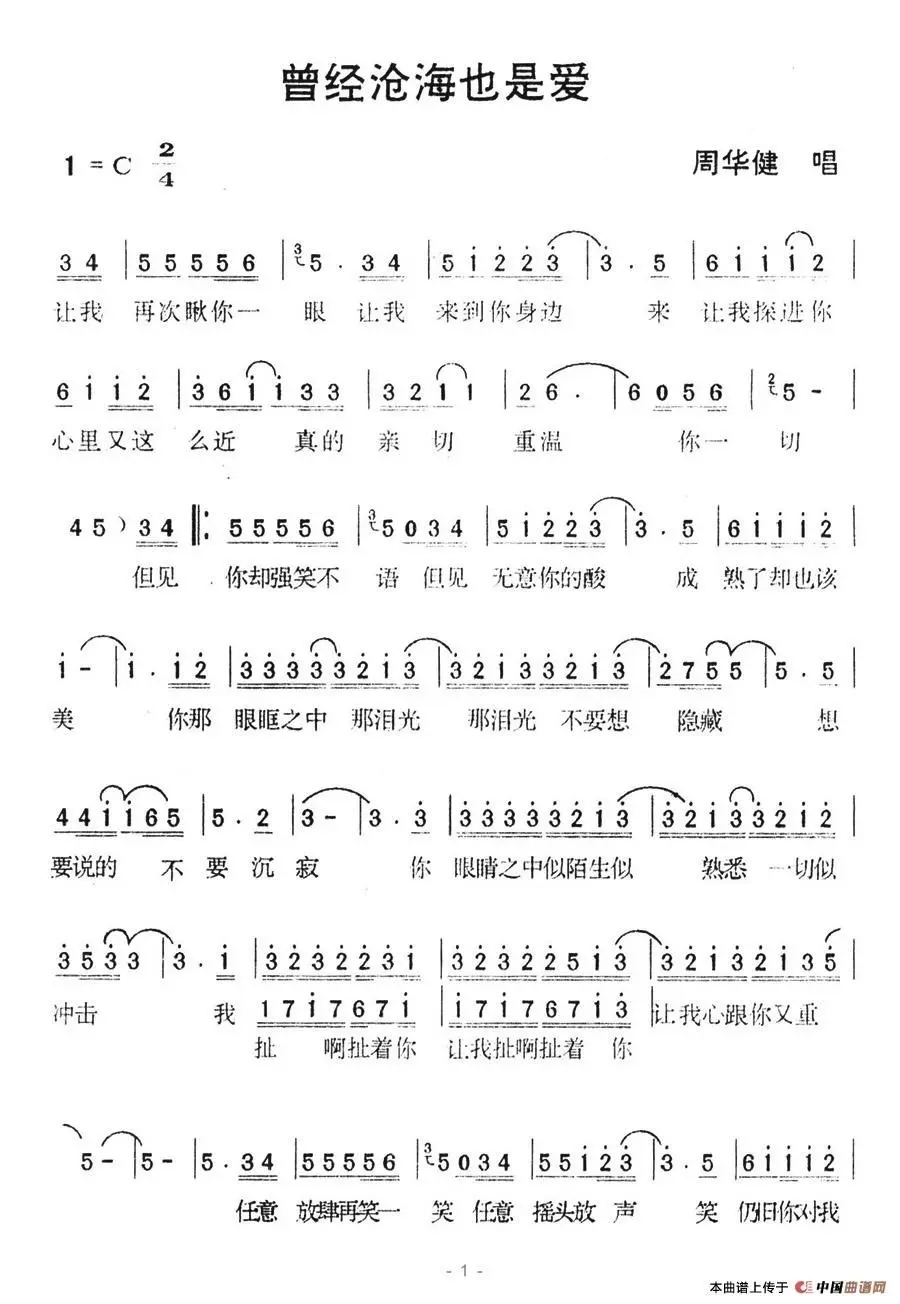 曾经沧海也是爱
1 = C 2/4 周华健 唱
3 4 | 5 5 5 5 5 6 | 3 5 . 3 4 | 5 1 2 2 3 | 3 . 5 | 6 1 1 1 2 |
让我 再次瞅你一 眼 让我 来到你身边 来 让我探进你
6 1 1 2 | 3 6 1 1 3 3 | 3 2 1 1 | 2 6 . | 6 0 5 6 | 2 5 - |
心里又这 么近 真的 亲 切 重温 你一 切
4 5 ) 3 4 ‖: 5 5 5 5 5 6 | 3 5 0 3 4 | 5 1 2 2 3 | 3 . 5 | 6 1 1 1 2 |
但见 你却强笑不 语 但见 无意你的酸 成 熟了却也该
1 - | 1 . 1 2 | 3 3 3 3 3 3 2 1 3 | 3 2 1 3 3 2 1 3 | 2 7 5 5 | 5 . 5 |
美 你那 眼眶之中 那泪光 那泪光 不要想 隐藏 想
4 4 1 1 6 5 | 5 . 2 | 3 - | 3 . 3 | 3 3 3 3 3 2 1 3 | 3 2 1 3 3 2 1 2 |
要说的 不 要 沉 寂 你 眼睛之中似陌生似 熟悉 一切似
3 5 3 3 | 3 . 1 | 3 2 3 2 2 3 1 | 3 2 3 2 2 5 1 3 | 3 2 1 3 2 1 3 5 |
冲击 我 1 7 1 7 6 7 1 | 1 7 1 7 6 7 1 3 | 让我心跟你又重
扯 啊扯着你 让我扯啊扯着 你
5 - | 5 - | 5 . 3 4 | 5 5 5 5 5 6 | 3 5 0 3 4 | 5 5 1 2 3 | 3 . 5 | 6 1 1 1 2 |
任意 放肆再笑一 笑 任意 摇头放 声 笑 仍旧你对我
- 1 -
本曲谱上传于 中国曲谱网